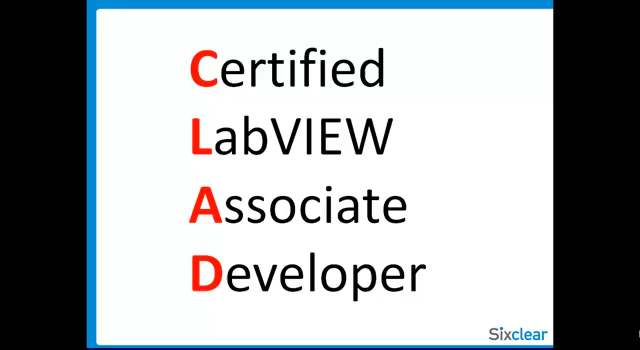 Certified
LabVIEW
Associate
Developer
Sixclear